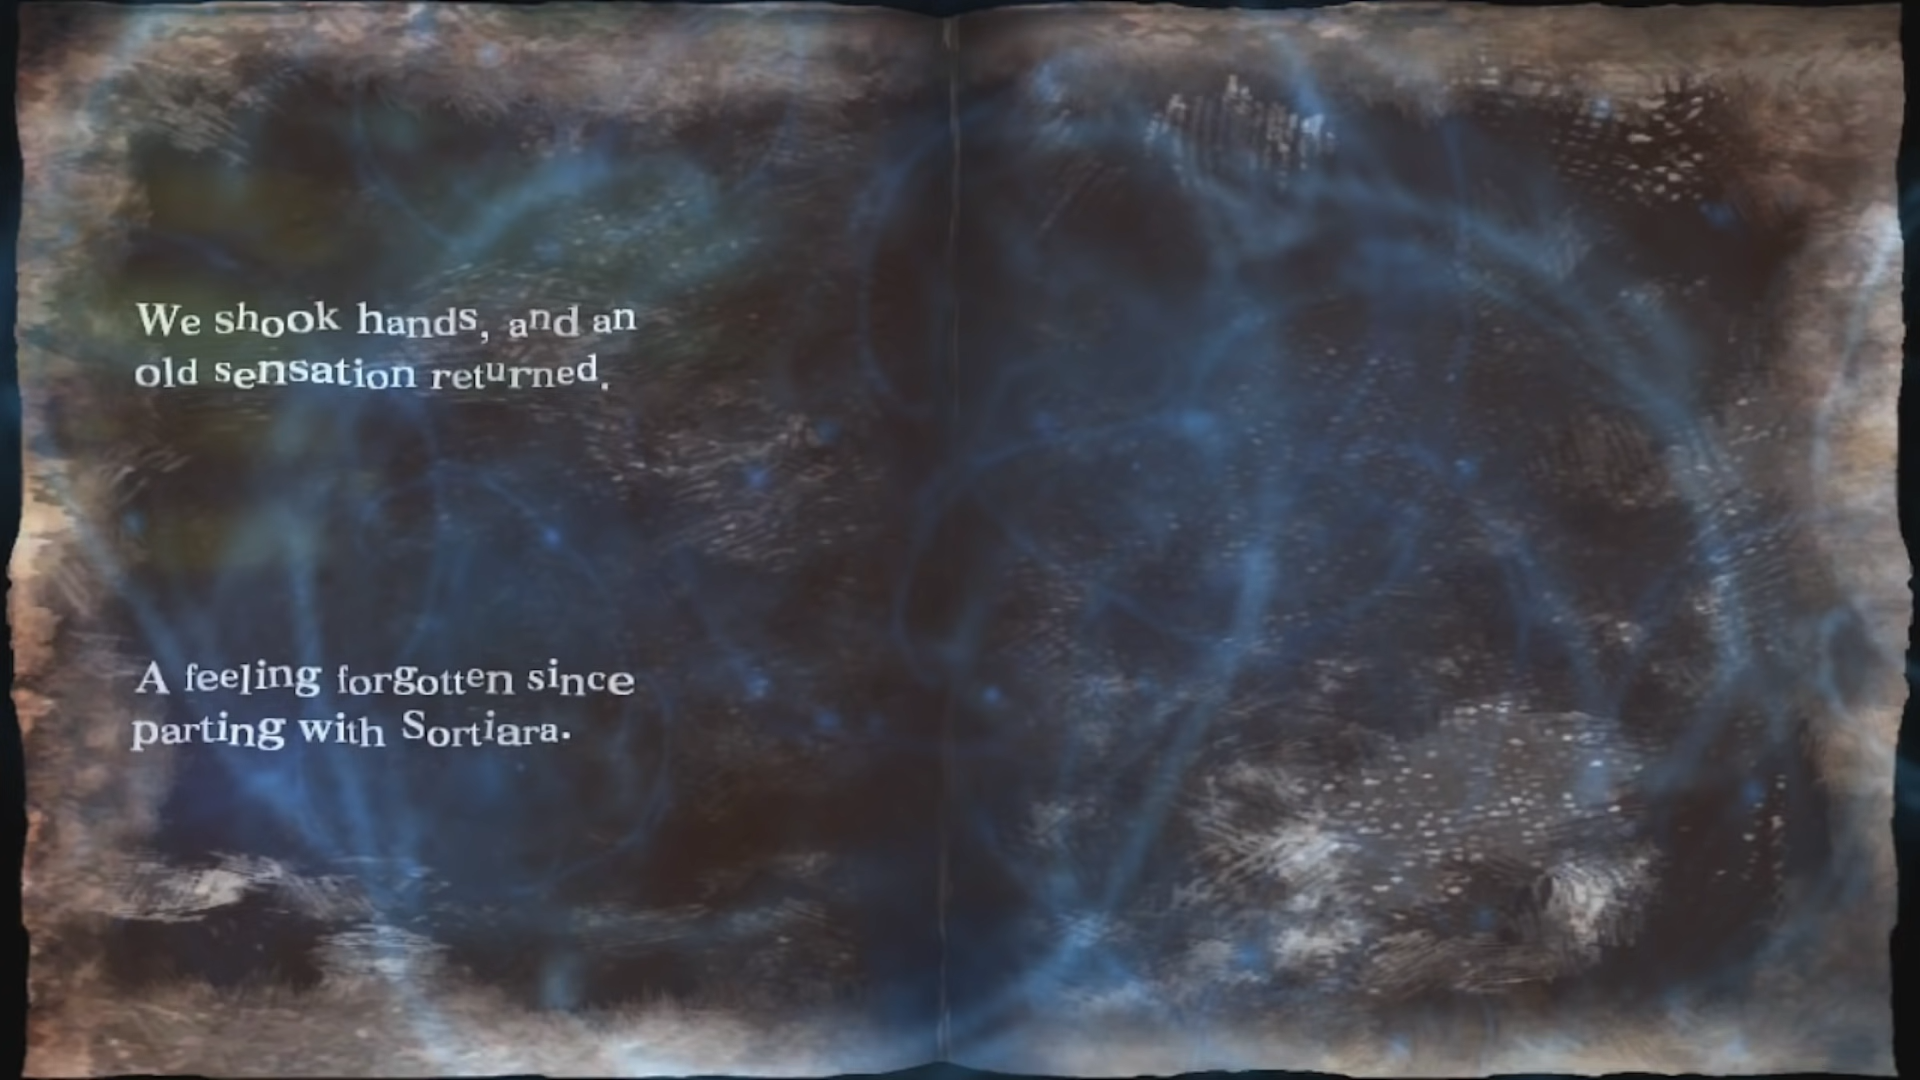 We shook hands, and an
old sensation returned.
A feeling forgotten since
parting with Sortiara.